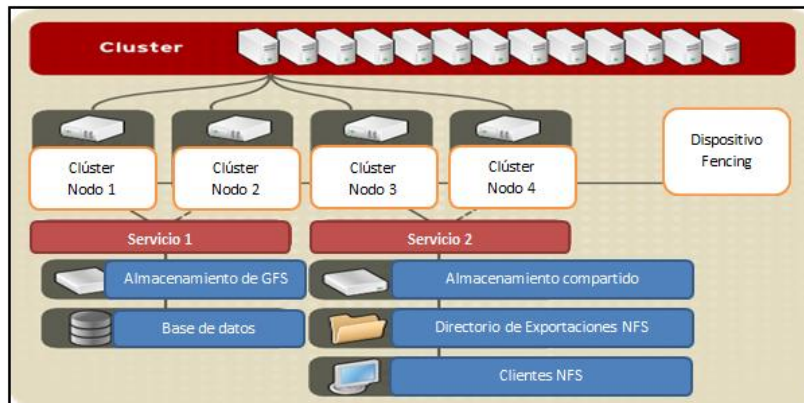 Cluster
Clúster
Nodo 1
Clúster
Nodo 2
Clúster
Nodo 3
Clúster
Nodo 4
Dispositivo
Fencing
Servicio 1
Servicio 2
Almacenamiento de GFS
Almacenamiento compartido
Base de datos
Directorio de Exportaciones NFS
Clientes NFS